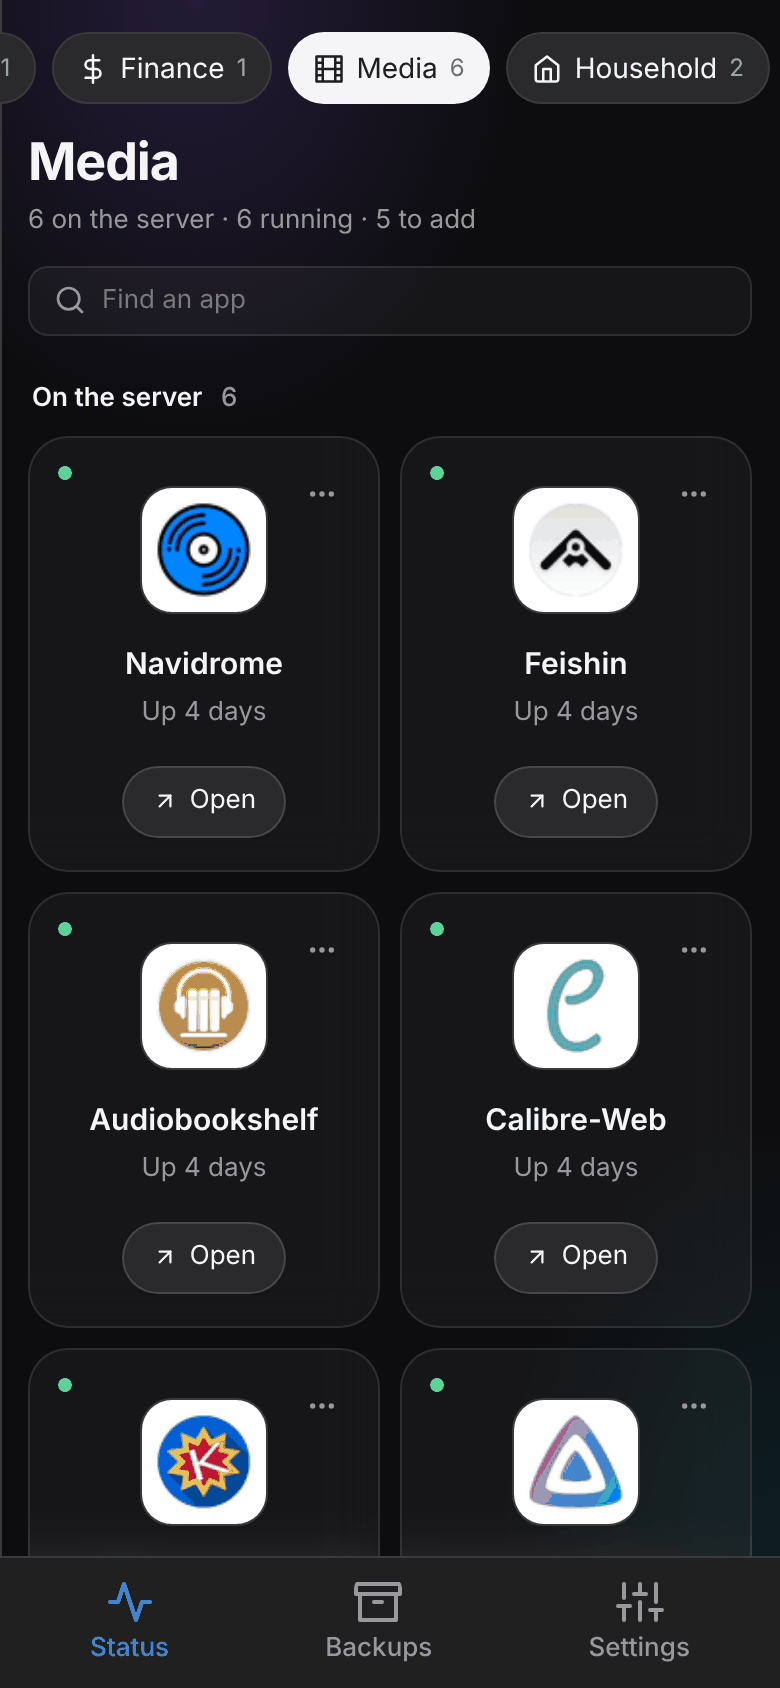 1 Finance 1 Media 6 Household 2
Media
6 on the server · 6 running · 5 to add
Find an app
On the server 6
Navidrome
Up 4 days
Open
Feishin
Up 4 days
Open
Audiobookshelf
Up 4 days
Open
Calibre-Web
Up 4 days
Open
Status Backups Settings